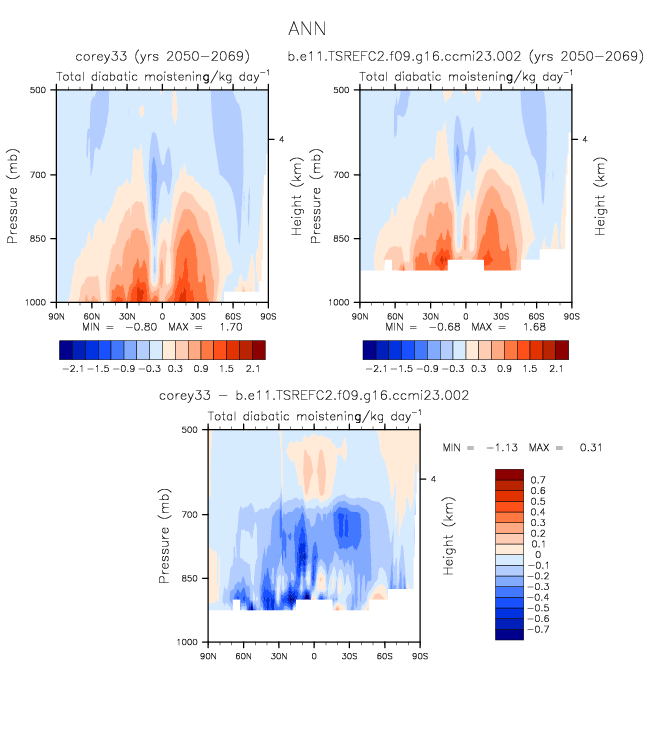 ANN
corey33 (yrs 2050−2069)
b.e11.TSREFC2.f09.g16.ccmi23.002 (yrs 2050−2069)
Total diabatic moisteningg/kg day−1
Total diabatic moisteningg/kg day−1
500
700
850
1000
Pressure (mb)
4
Height (km)
90N 60N 30N 0 30S 60S 90S
MIN = −0.80 MAX = 1.70
−2.1 −1.5 −0.9 −0.3 0.3 0.9 1.5 2.1
500
700
850
1000
Pressure (mb)
4
Height (km)
90N 60N 30N 0 30S 60S 90S
MIN = −0.68 MAX = 1.68
−2.1 −1.5 −0.9 −0.3 0.3 0.9 1.5 2.1
corey33 − b.e11.TSREFC2.f09.g16.ccmi23.002
Total diabatic moisteningg/kg day−1
500
700
850
1000
Pressure (mb)
4
Height (km)
90N 60N 30N 0 30S 60S 90S
MIN = −1.13 MAX = 0.31
0.7
0.6
0.5
0.4
0.3
0.2
0.1
0
−0.1
−0.2
−0.3
−0.4
−0.5
−0.6
−0.7